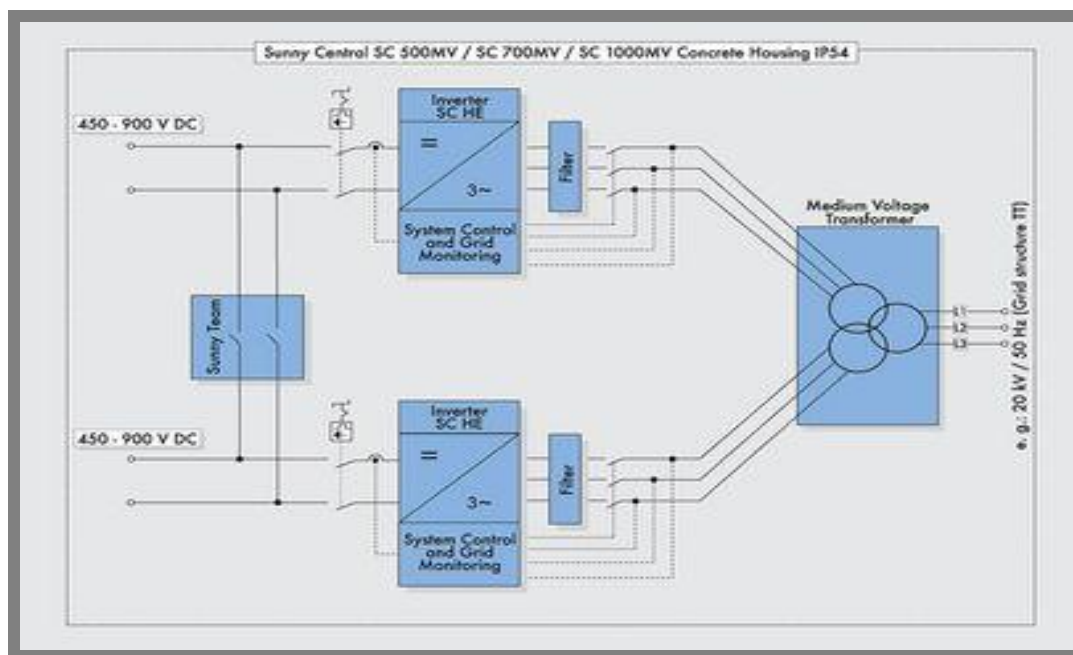 Sunny Central SC 500MV / SC 700MV / SC 1000MV Concrete Housing IP54
450 - 900 V DC
Inverter
SC HE
=
3~
System Control
and Grid
Monitoring
Filter
Medium Voltage
Transformer
L1
L2
L3
e. g.: 20 kV / 50 Hz (Grid structure TT)
Sunny Team
450 - 900 V DC
Inverter
SC HE
=
3~
System Control
and Grid
Monitoring
Filter